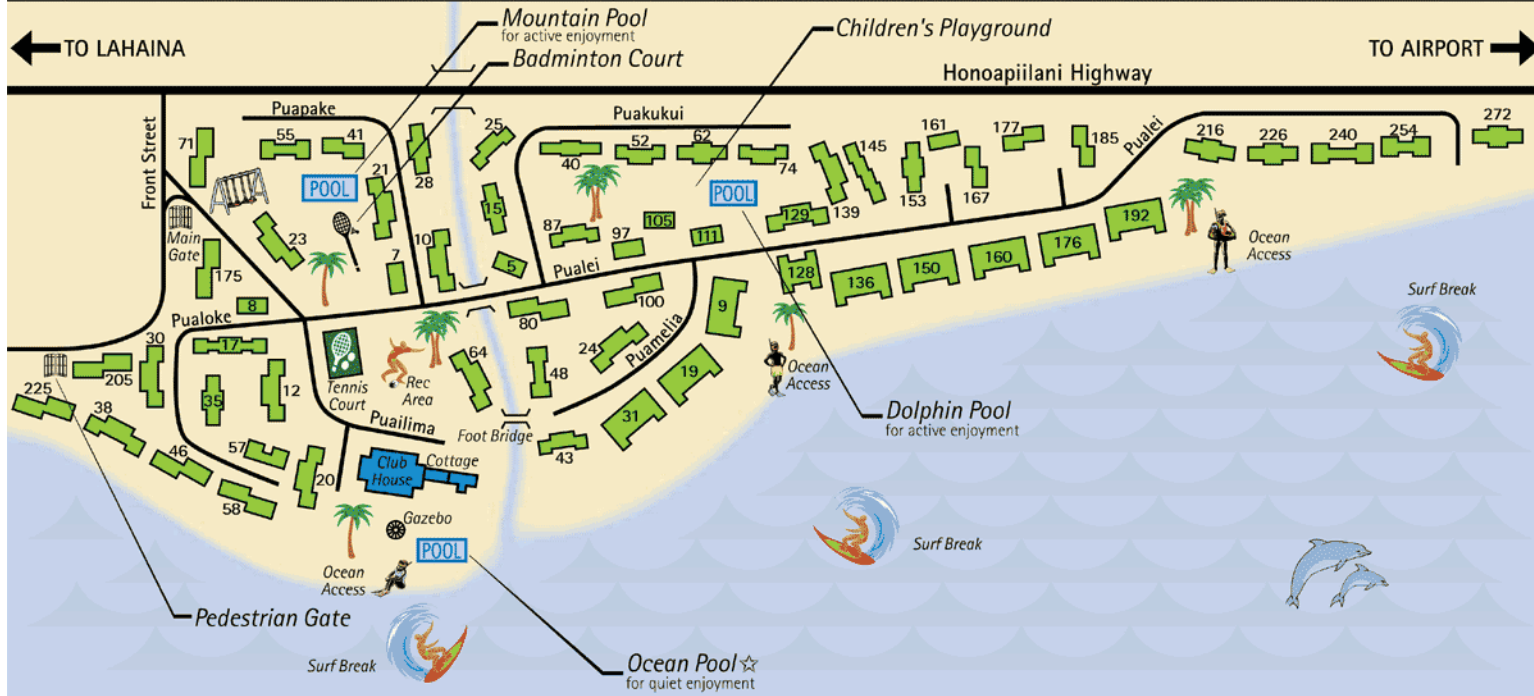 Mountain Pool
for active enjoyment
Badminton Court
Children's Playground
TO LAHAINA
TO AIRPORT
Honoapiilani Highway
Front Street
Puapake
Puakukui
Pualei
71
55
41
21
28
25
15
40
52
62
74
139
145
153
161
167
177
185
216
226
240
254
272
POOL
POOL
Main
Gate
23
7
10
5
87
97
105
111
129
192
175
8
Pualoke
Pualei
80
100
9
128
136
150
160
176
Ocean
Access
Surf Break
30
205
225
17
12
35
38
46
57
58
20
Tennis
Court
Rec
Area
64
48
24
Puamelia
19
31
43
Ocean
Access
Puailima
Foot Bridge
Club
House
Cottage
Gazebo
POOL
Ocean
Access
Dolphin Pool
for active enjoyment
Surf Break
Pedestrian Gate
Surf Break
Ocean Pool☆
for quiet enjoyment